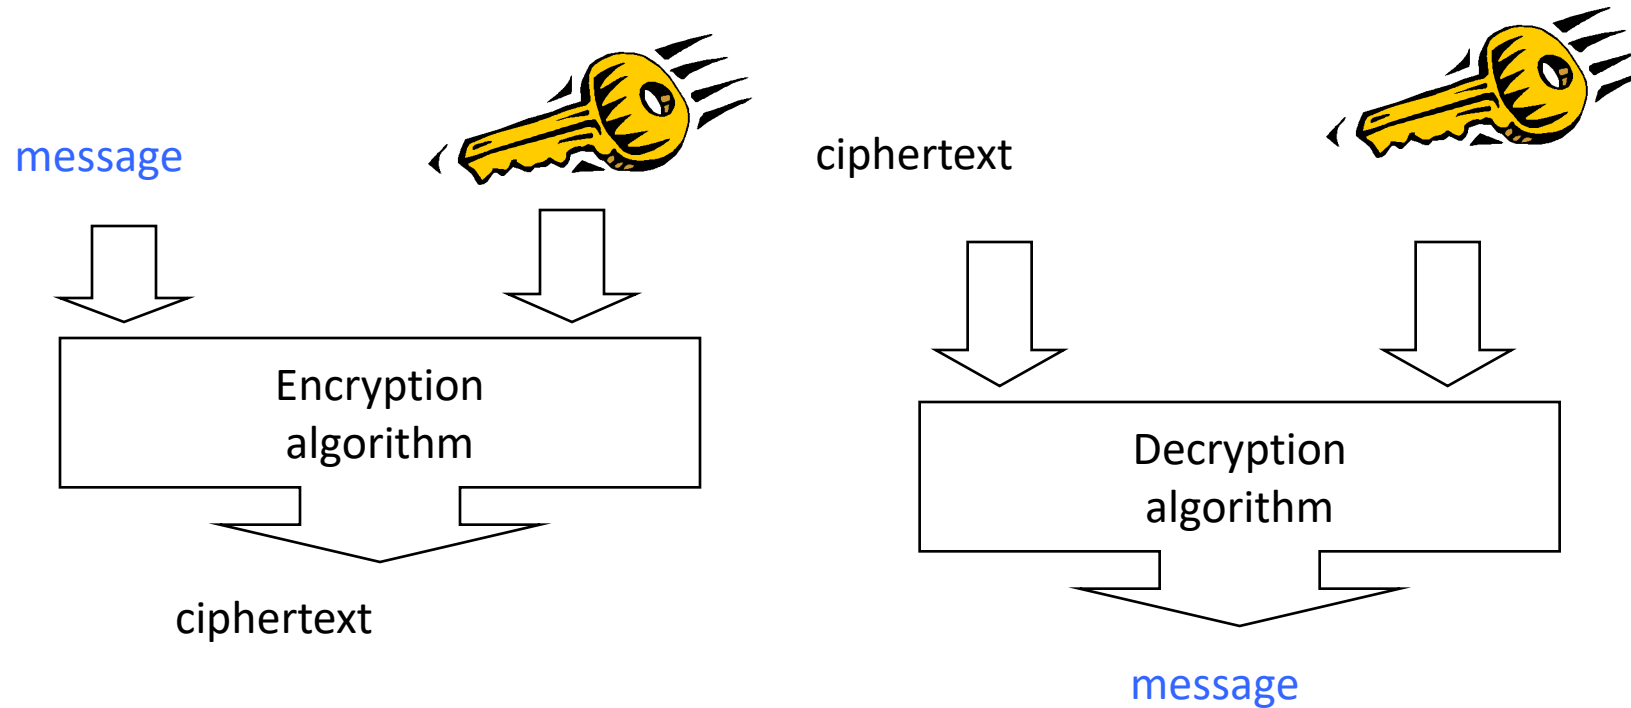 message
Encryption
algorithm
ciphertext
ciphertext
Decryption
algorithm
message